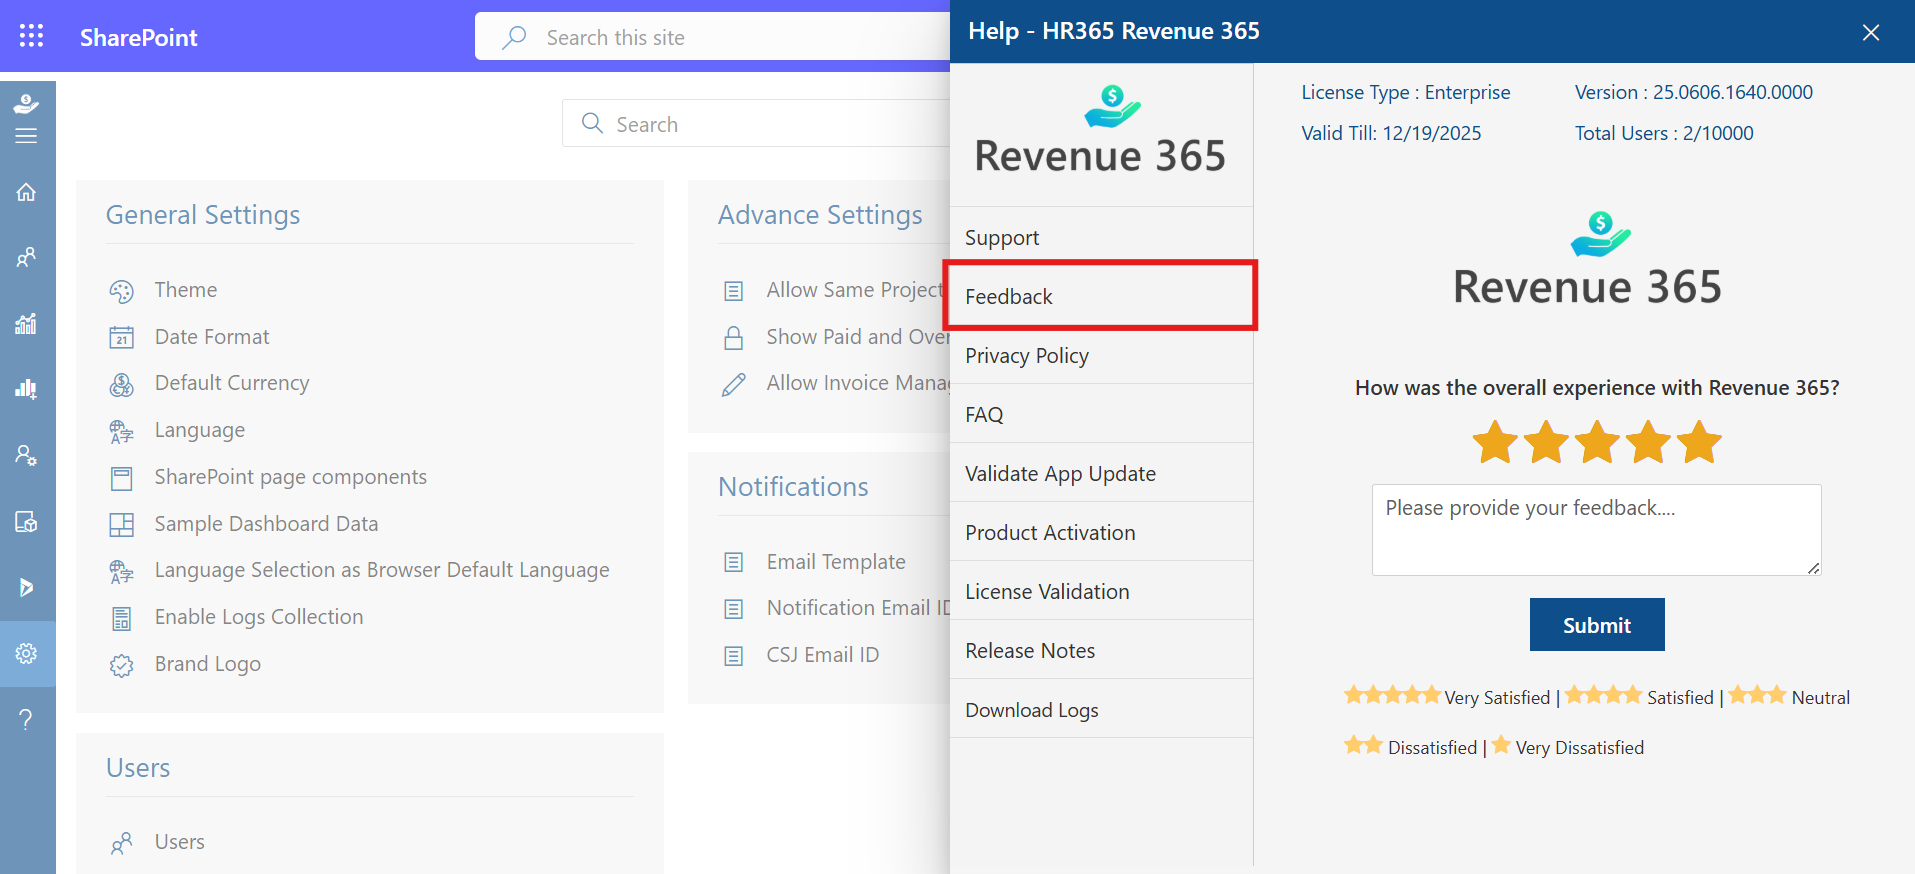 SharePoint
Search this site
Search
General Settings
Theme
Date Format
21
Default Currency
Language
SharePoint page components
Sample Dashboard Data
Language Selection as Browser Default Language
Enable Logs Collection
Brand Logo
Users
Users
Advance Settings
Allow Same Project
Show Paid and Over
Allow Invoice Mana
Notifications
Email Template
Notification Email ID
CSJ Email ID
Help - HR365 Revenue 365
Revenue 365
Support
Feedback
Privacy Policy
FAQ
Validate App Update
Product Activation
License Validation
Release Notes
Download Logs
License Type : Enterprise
Version : 25.0606.1640.0000
Valid Till: 12/19/2025
Total Users : 2/10000
Revenue 365
How was the overall experience with Revenue 365?
Please provide your feedback....
Submit
Very Satisfied | Satisfied | Neutral
Dissatisfied | Very Dissatisfied